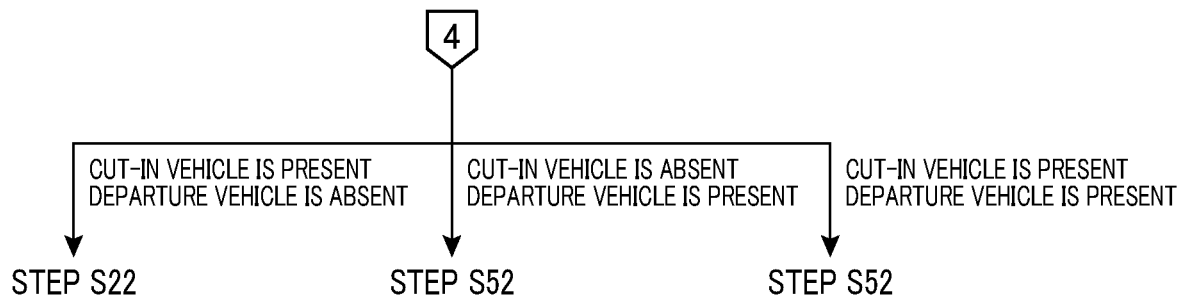 4
CUT-IN VEHICLE IS PRESENT
DEPARTURE VEHICLE IS ABSENT
CUT-IN VEHICLE IS ABSENT
DEPARTURE VEHICLE IS PRESENT
CUT-IN VEHICLE IS PRESENT
DEPARTURE VEHICLE IS PRESENT
STEP S22
STEP S52
STEP S52